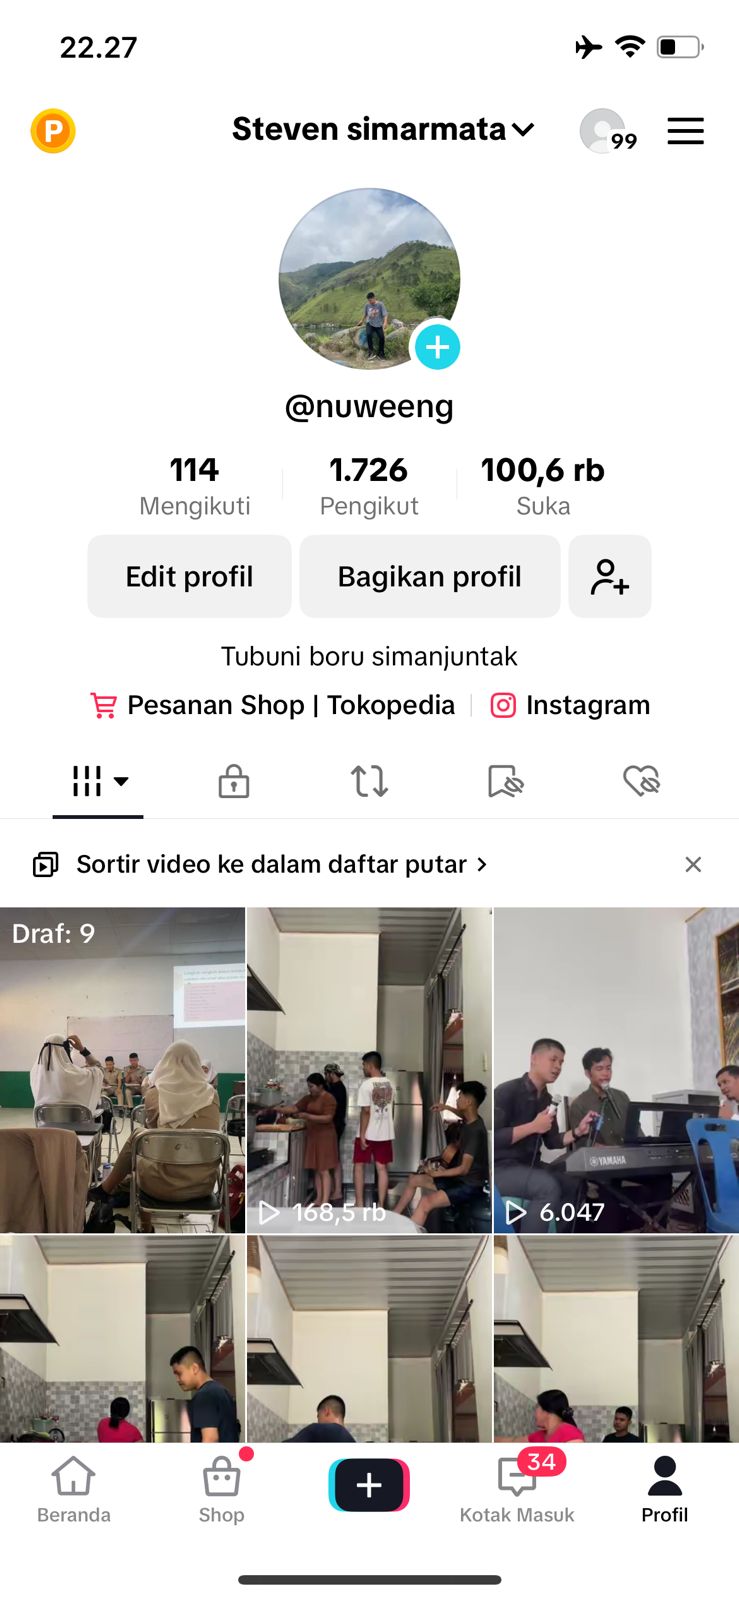 22.27
P
Steven simarmata
99
@nuweeng
114
Mengikuti
1.726
Pengikut
100,6 rb
Suka
Edit profil
Bagikan profil
Tubuni boru simanjuntak
Pesanan Shop | Tokopedia
Instagram
Sortir video ke dalam daftar putar
Draf: 9
168,5 rb
YAMAHA
6.047
Beranda
Shop
34
Kotak Masuk
Profil